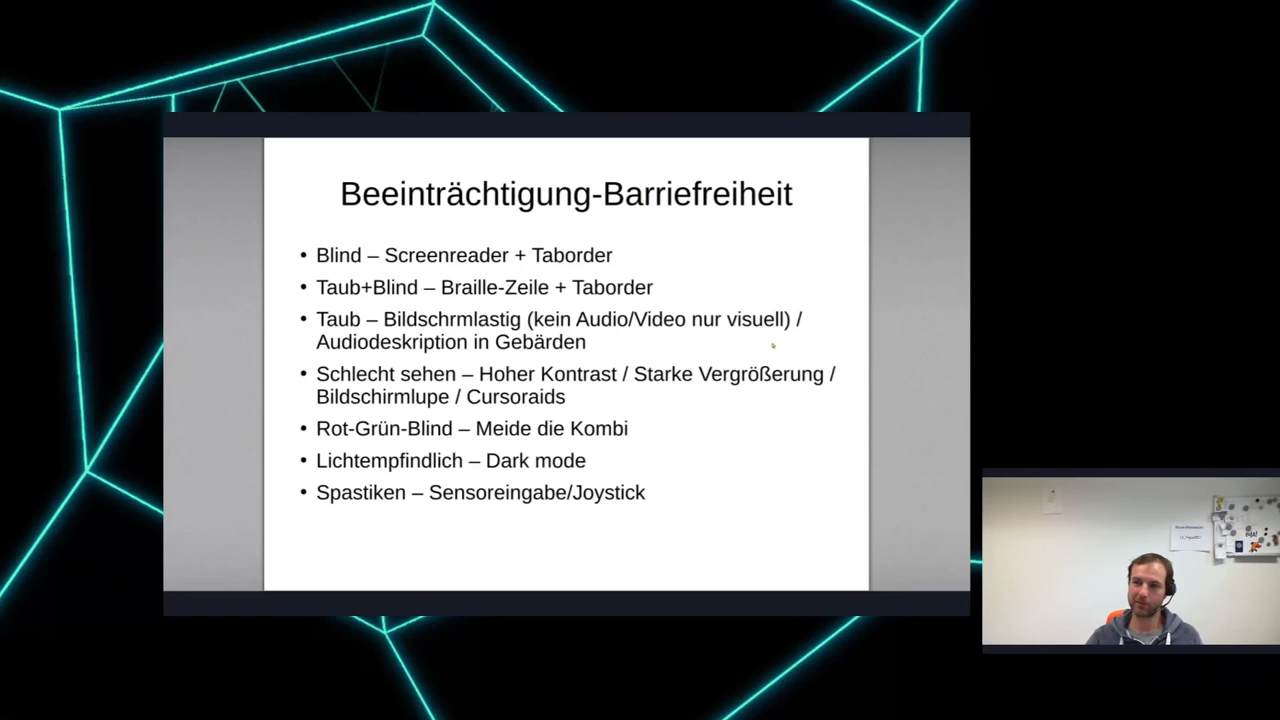 Beeinträchtigung-Barriefreiheit
• Blind – Screenreader + Taborder
• Taub+Blind – Braille-Zeile + Taborder
• Taub – Bildschrmlastig (kein Audio/Video nur visuell) /
Audiodeskription in Gebärden
• Schlecht sehen – Hoher Kontrast / Starke Vergrößerung /
Bildschirmlupe / Cursoraids
• Rot-Grün-Blind – Meide die Kombi
• Lichtempfindlich – Dark mode
• Spastiken – Sensoreingabe/Joystick